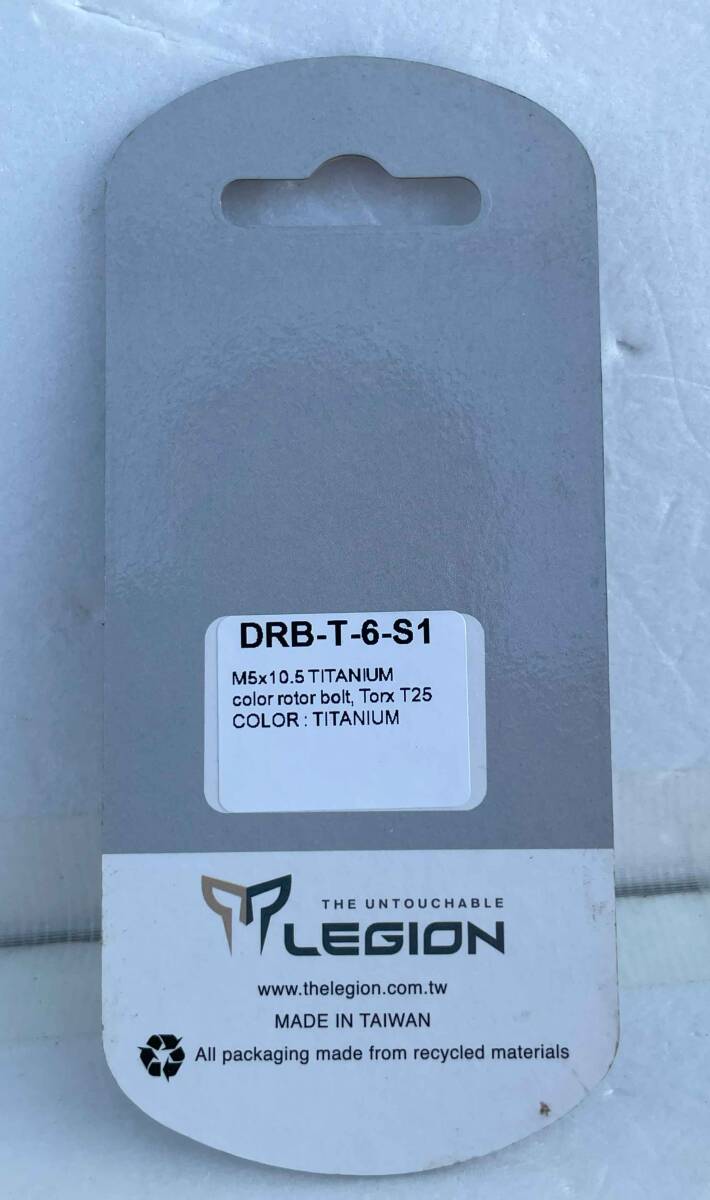 DRB-T-6-S1
M5x10.5 TITANIUM
color rotor bolt, Torx T25
COLOR : TITANIUM
THE UNTOUCHABLE
LEGION
www.thelegion.com.tw
MADE IN TAIWAN
All packaging made from recycled materials